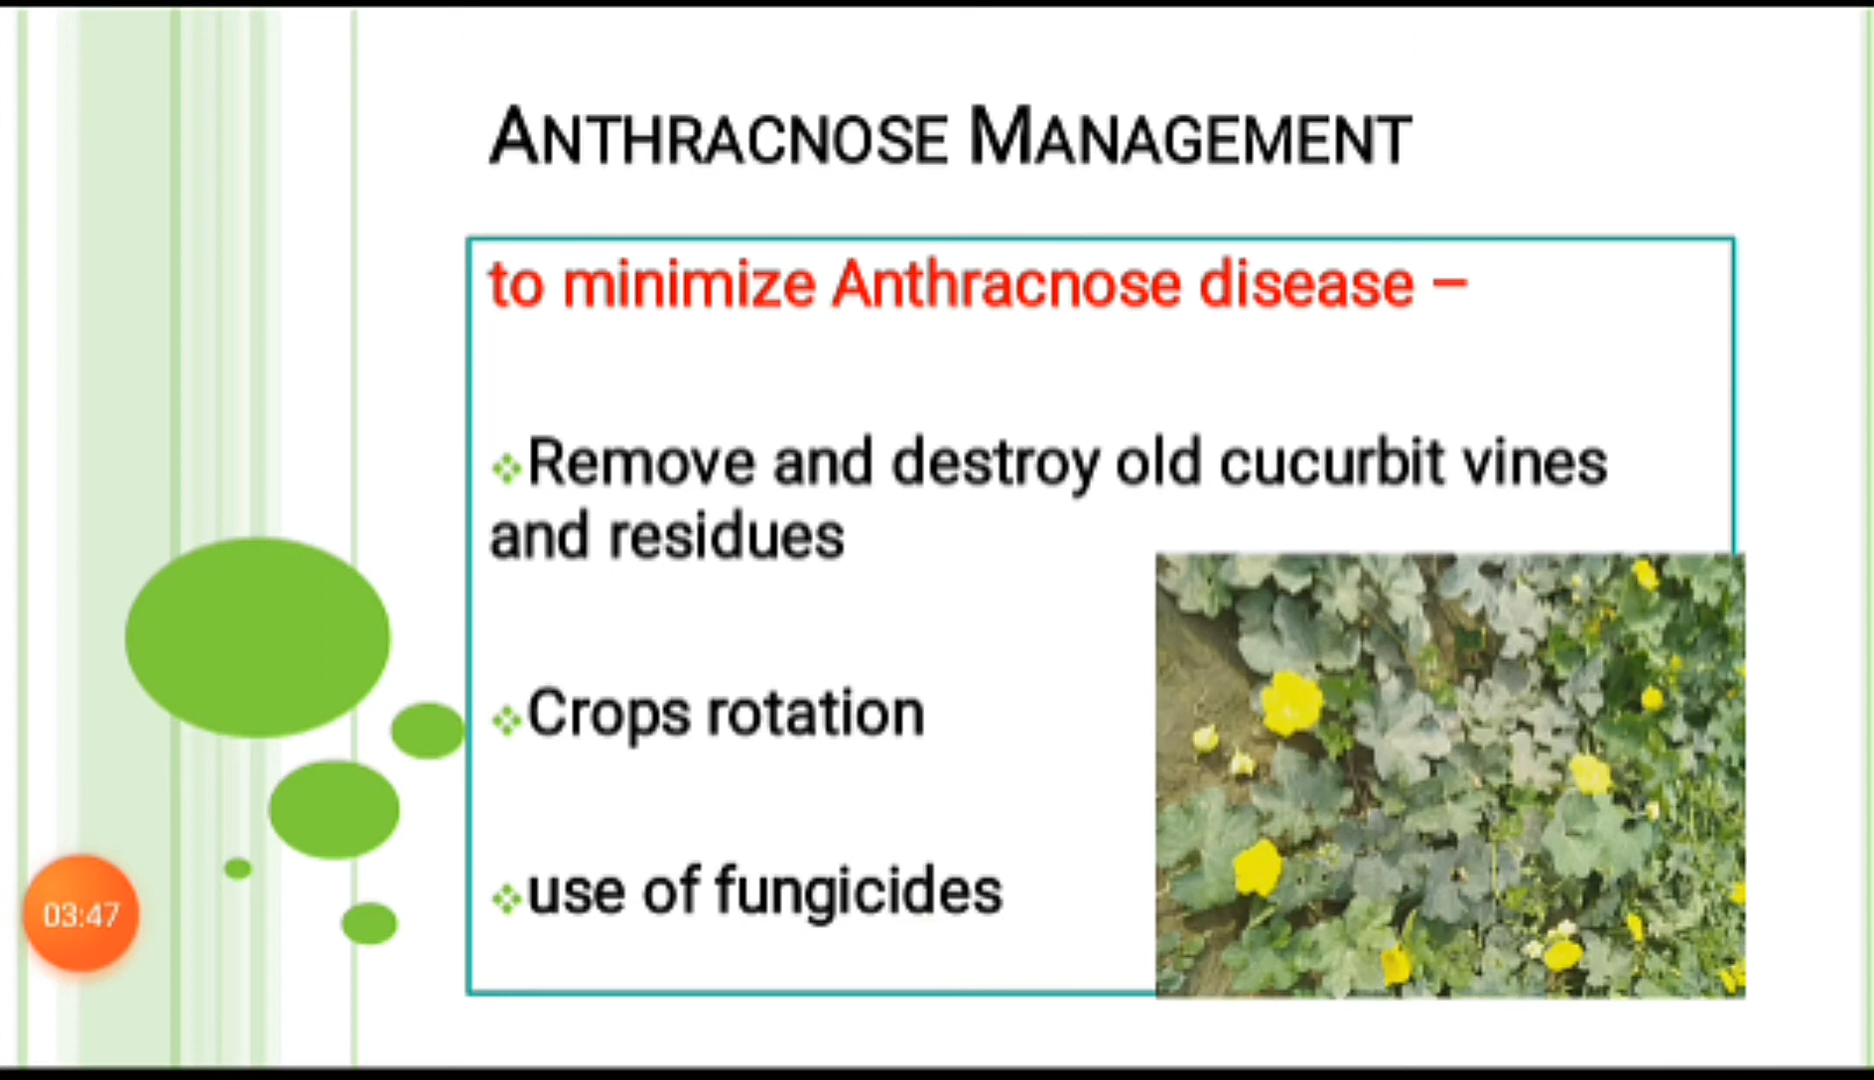 ANTHRACNOSE MANAGEMENT
to minimize Anthracnose disease –
Remove and destroy old cucurbit vines
and residues
Crops rotation
use of fungicides
03:47